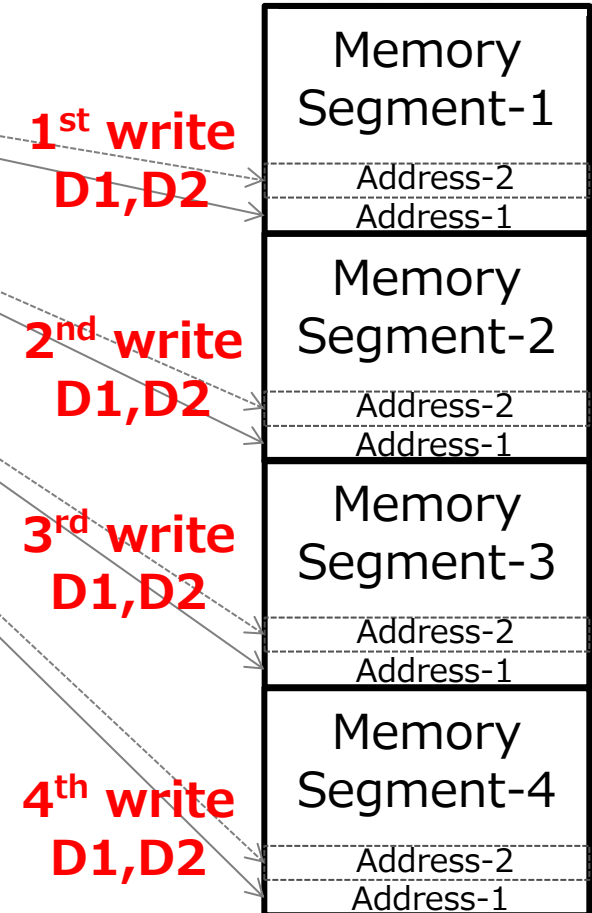 Memory
Segment-1
1st write
D1,D2
Address-2
Address-1
Memory
Segment-2
2nd write
D1,D2
Address-2
Address-1
Memory
Segment-3
3rd write
D1,D2
Address-2
Address-1
Memory
Segment-4
4th write
D1,D2
Address-2
Address-1